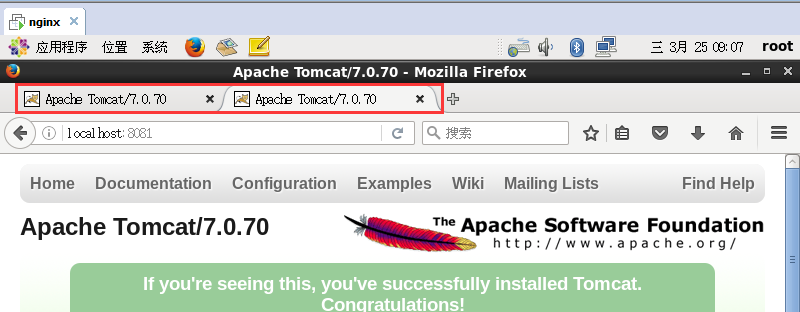 nginx
应用程序 位置 系统 三 3月 25 09:07 root
Apache Tomcat/7.0.70 - Mozilla Firefox
Apache Tomcat/7.0.70 Apache Tomcat/7.0.70
localhost:8081 搜索
Home Documentation Configuration Examples Wiki Mailing Lists Find Help
Apache Tomcat/7.0.70 The Apache Software Foundation
http://www.apache.org/
If you're seeing this, you've successfully installed Tomcat.
Congratulations!